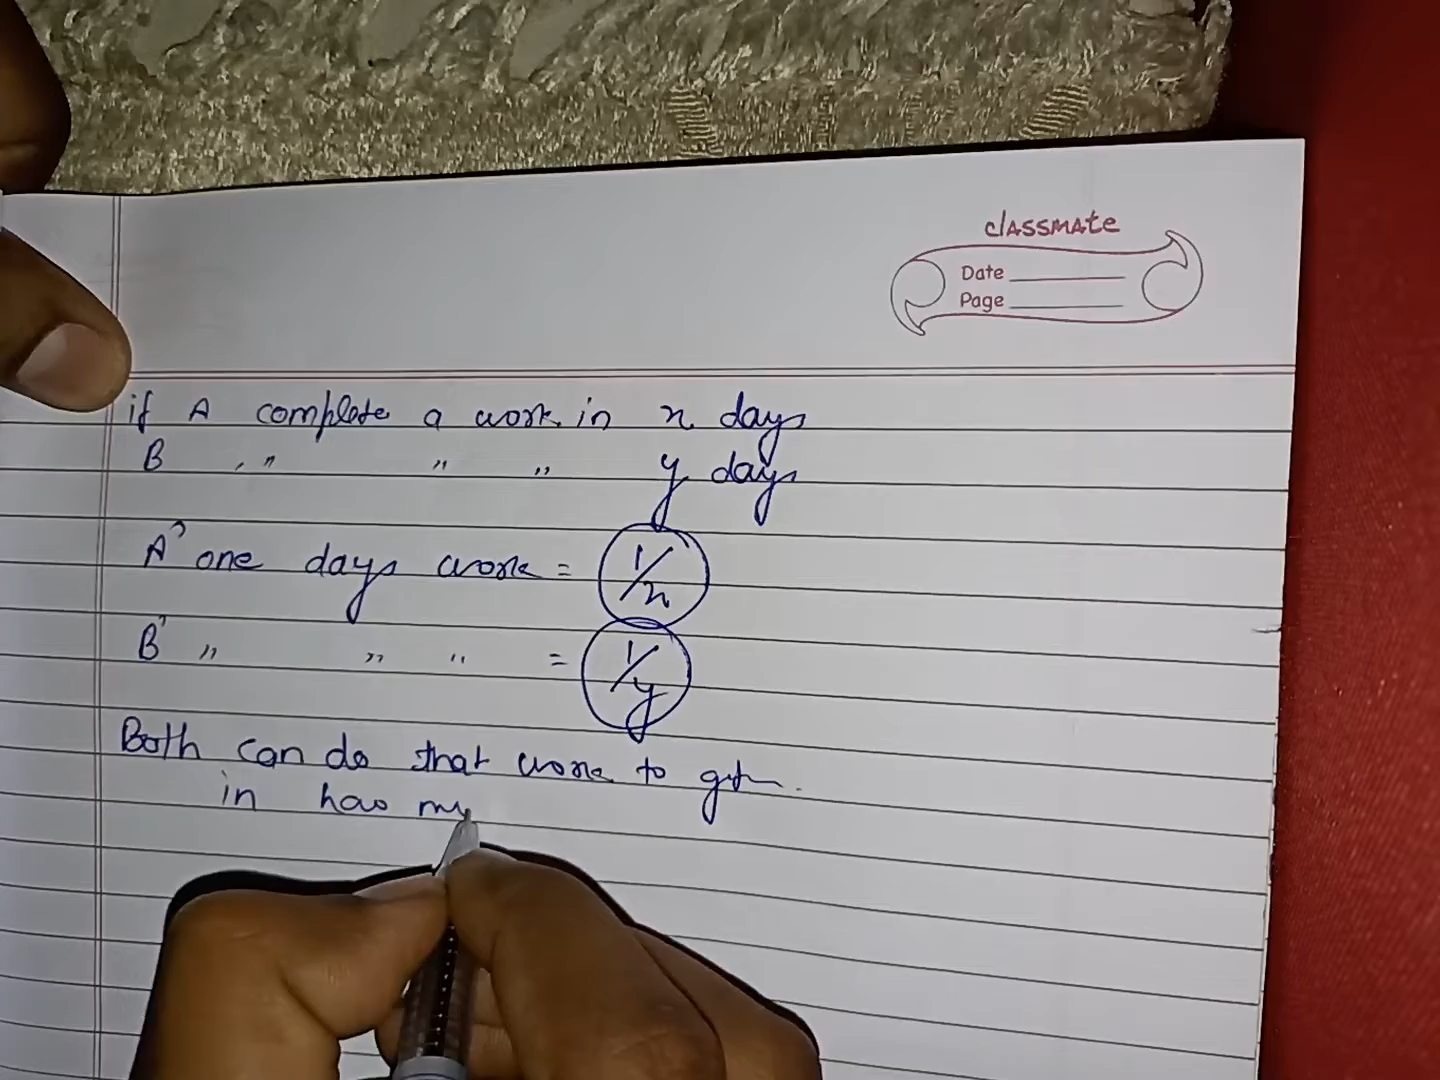 classmate
Date
Page
if A complete a work in x days
B ,, ,, ,, y days
A' one days work = 1/x
B' ,, ,, ,, = 1/y
Both can do that work to
in how